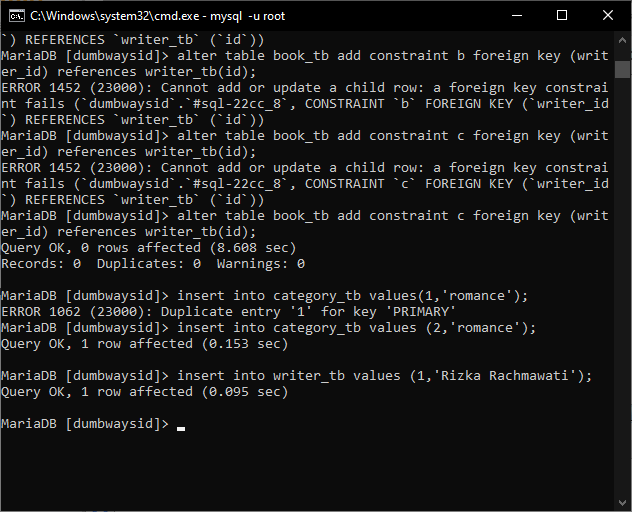 C:\Windows\system32\cmd.exe - mysql  -u root
`) REFERENCES `writer_tb` (`id`))
MariaDB [dumbwaysid]> alter table book_tb add constraint b foreign key (writ
er_id) references writer_tb(id);
ERROR 1452 (23000): Cannot add or update a child row: a foreign key constrai
nt fails (`dumbwaysid`.`#sql-22cc_8`, CONSTRAINT `b` FOREIGN KEY (`writer_id
`) REFERENCES `writer_tb` (`id`))
MariaDB [dumbwaysid]> alter table book_tb add constraint c foreign key (writ
er_id) references writer_tb(id);
ERROR 1452 (23000): Cannot add or update a child row: a foreign key constrai
nt fails (`dumbwaysid`.`#sql-22cc_8`, CONSTRAINT `c` FOREIGN KEY (`writer_id
`) REFERENCES `writer_tb` (`id`))
MariaDB [dumbwaysid]> alter table book_tb add constraint c foreign key (writ
er_id) references writer_tb(id);
Query OK, 0 rows affected (8.608 sec)
Records: 0  Duplicates: 0  Warnings: 0
MariaDB [dumbwaysid]> insert into category_tb values(1,'romance');
ERROR 1062 (23000): Duplicate entry '1' for key 'PRIMARY'
MariaDB [dumbwaysid]> insert into category_tb values (2,'romance');
Query OK, 1 row affected (0.153 sec)
MariaDB [dumbwaysid]> insert into writer_tb values (1,'Rizka Rachmawati');
Query OK, 1 row affected (0.095 sec)
MariaDB [dumbwaysid]>